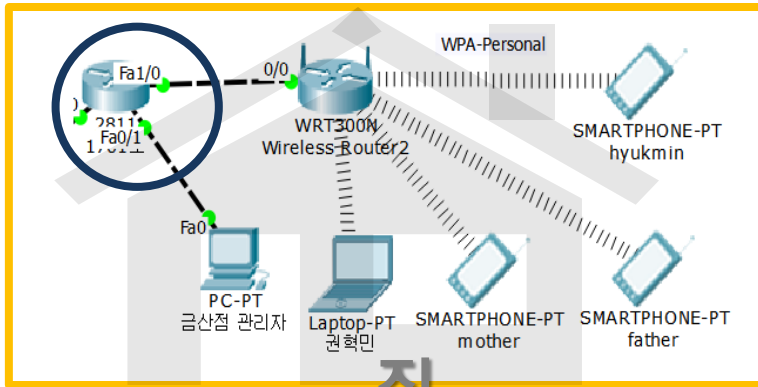 WPA-Personal
Fa1/0
0/0
2811
Fa0/1
WRT300N
Wireless Router2
SMARTPHONE-PT
hyukmin
Fa0
PC-PT
금산점 관리자
Laptop-PT
권혁민
SMARTPHONE-PT
mother
SMARTPHONE-PT
father
집